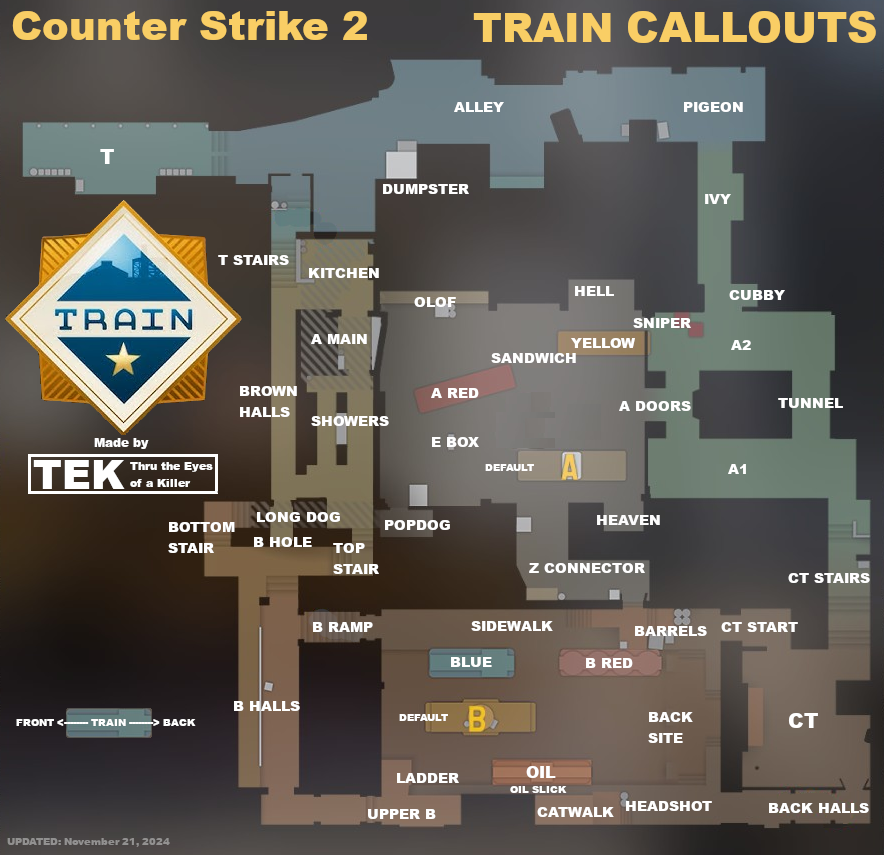 Counter Strike 2
TRAIN CALLOUTS
ALLEY
PIGEON
T
DUMPSTER
IVY
T STAIRS
KITCHEN
HELL
CUBBY
OLOF
SNIPER
TRAIN
A MAIN
YELLOW
A2
SANDWICH
BROWN
HALLS
A RED
A DOORS
TUNNEL
SHOWERS
E BOX
Made by
TEK
Thru the Eyes
of a Killer
DEFAULT
A
A1
LONG DOG
POPDOG
HEAVEN
BOTTOM
STAIR
B HOLE
TOP
STAIR
Z CONNECTOR
CT STAIRS
B RAMP
SIDEWALK
BARRELS
CT START
BLUE
B RED
B HALLS
FRONT <—— TRAIN ——> BACK
DEFAULT
B
BACK
SITE
CT
LADDER
OIL
OIL SLICK
UPPER B
CATWALK
HEADSHOT
BACK HALLS
UPDATED: November 21, 2024